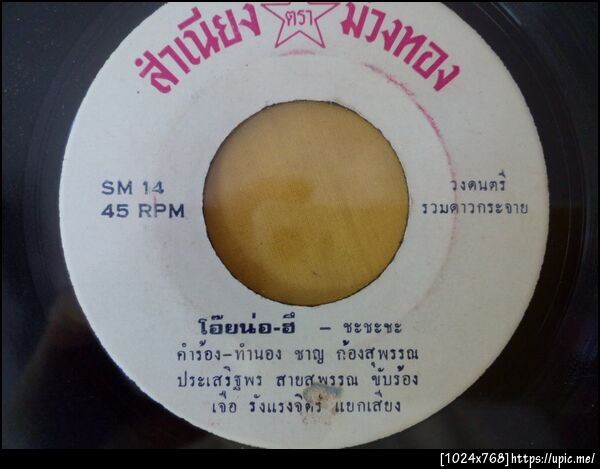 สำเนียง ตรา ม่วงทอง
SM 14
45 RPM
วงดนตรี
รวมดาวกระจาย
โอ๊ยน่อ-ฮึ - ชะชะชะ
คำร้อง-ทำนอง ชาญ ก้องสุพรรณ
ประเสริฐพร สายสุพรรณ ขับร้อง
เจือ รังแรงจิตร แยกเสียง
[1024x768]https://upic.me/